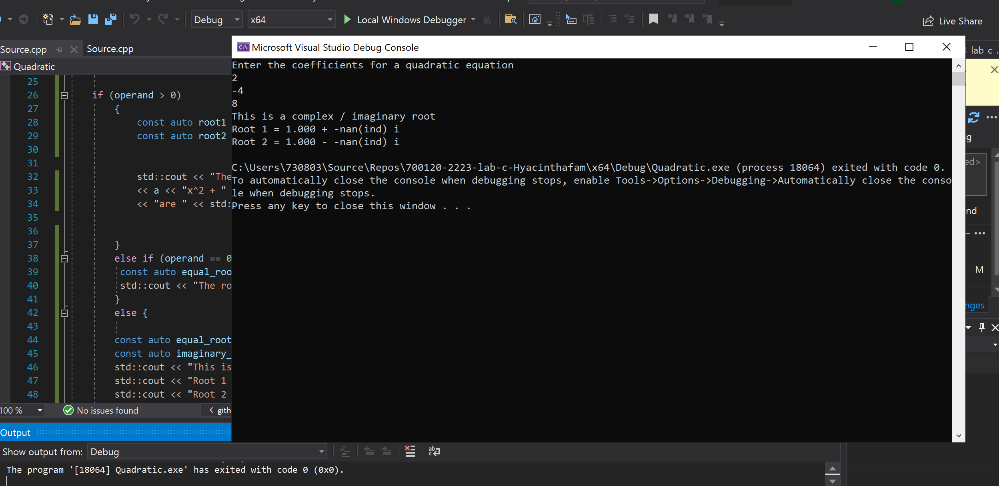 Debug
x64
Local Windows Debugger
Live Share
Source.cpp
Source.cpp
Microsoft Visual Studio Debug Console
-lab-c-.
Quadratic
Enter the coefficients for a quadratic equation
2
-4
8
This is a complex / imaginary root
Root 1 = 1.000 + -nan(ind) i
Root 2 = 1.000 - -nan(ind) i
C:\Users\730803\Source\Repos\700120-2223-lab-c-Hyacinthafam\x64\Debug\Quadratic.exe (process 18064) exited with code 0.
To automatically close the console when debugging stops, enable Tools->Options->Debugging->Automatically close the conso
le when debugging stops.
Press any key to close this window . . .
25
26 if (operand > 0)
27 {
28 const auto root1
29 const auto root2
30
31
32 std::cout << "The
33 << a << "x^2 + "
34 << "are " << std:
35
36
37 }
38 else if (operand == 0
39 const auto equal_roo
40 std::cout << "The ro
41 }
42 else {
43
44 const auto equal_root
45 const auto imaginary_
46 std::cout << "This is
47 std::cout << "Root 1
48 std::cout << "Root 2
g
ed>
nd
M
nges
100 %
No issues found
gith
Output
Show output from: Debug
The program '[18064] Quadratic.exe' has exited with code 0 (0x0).